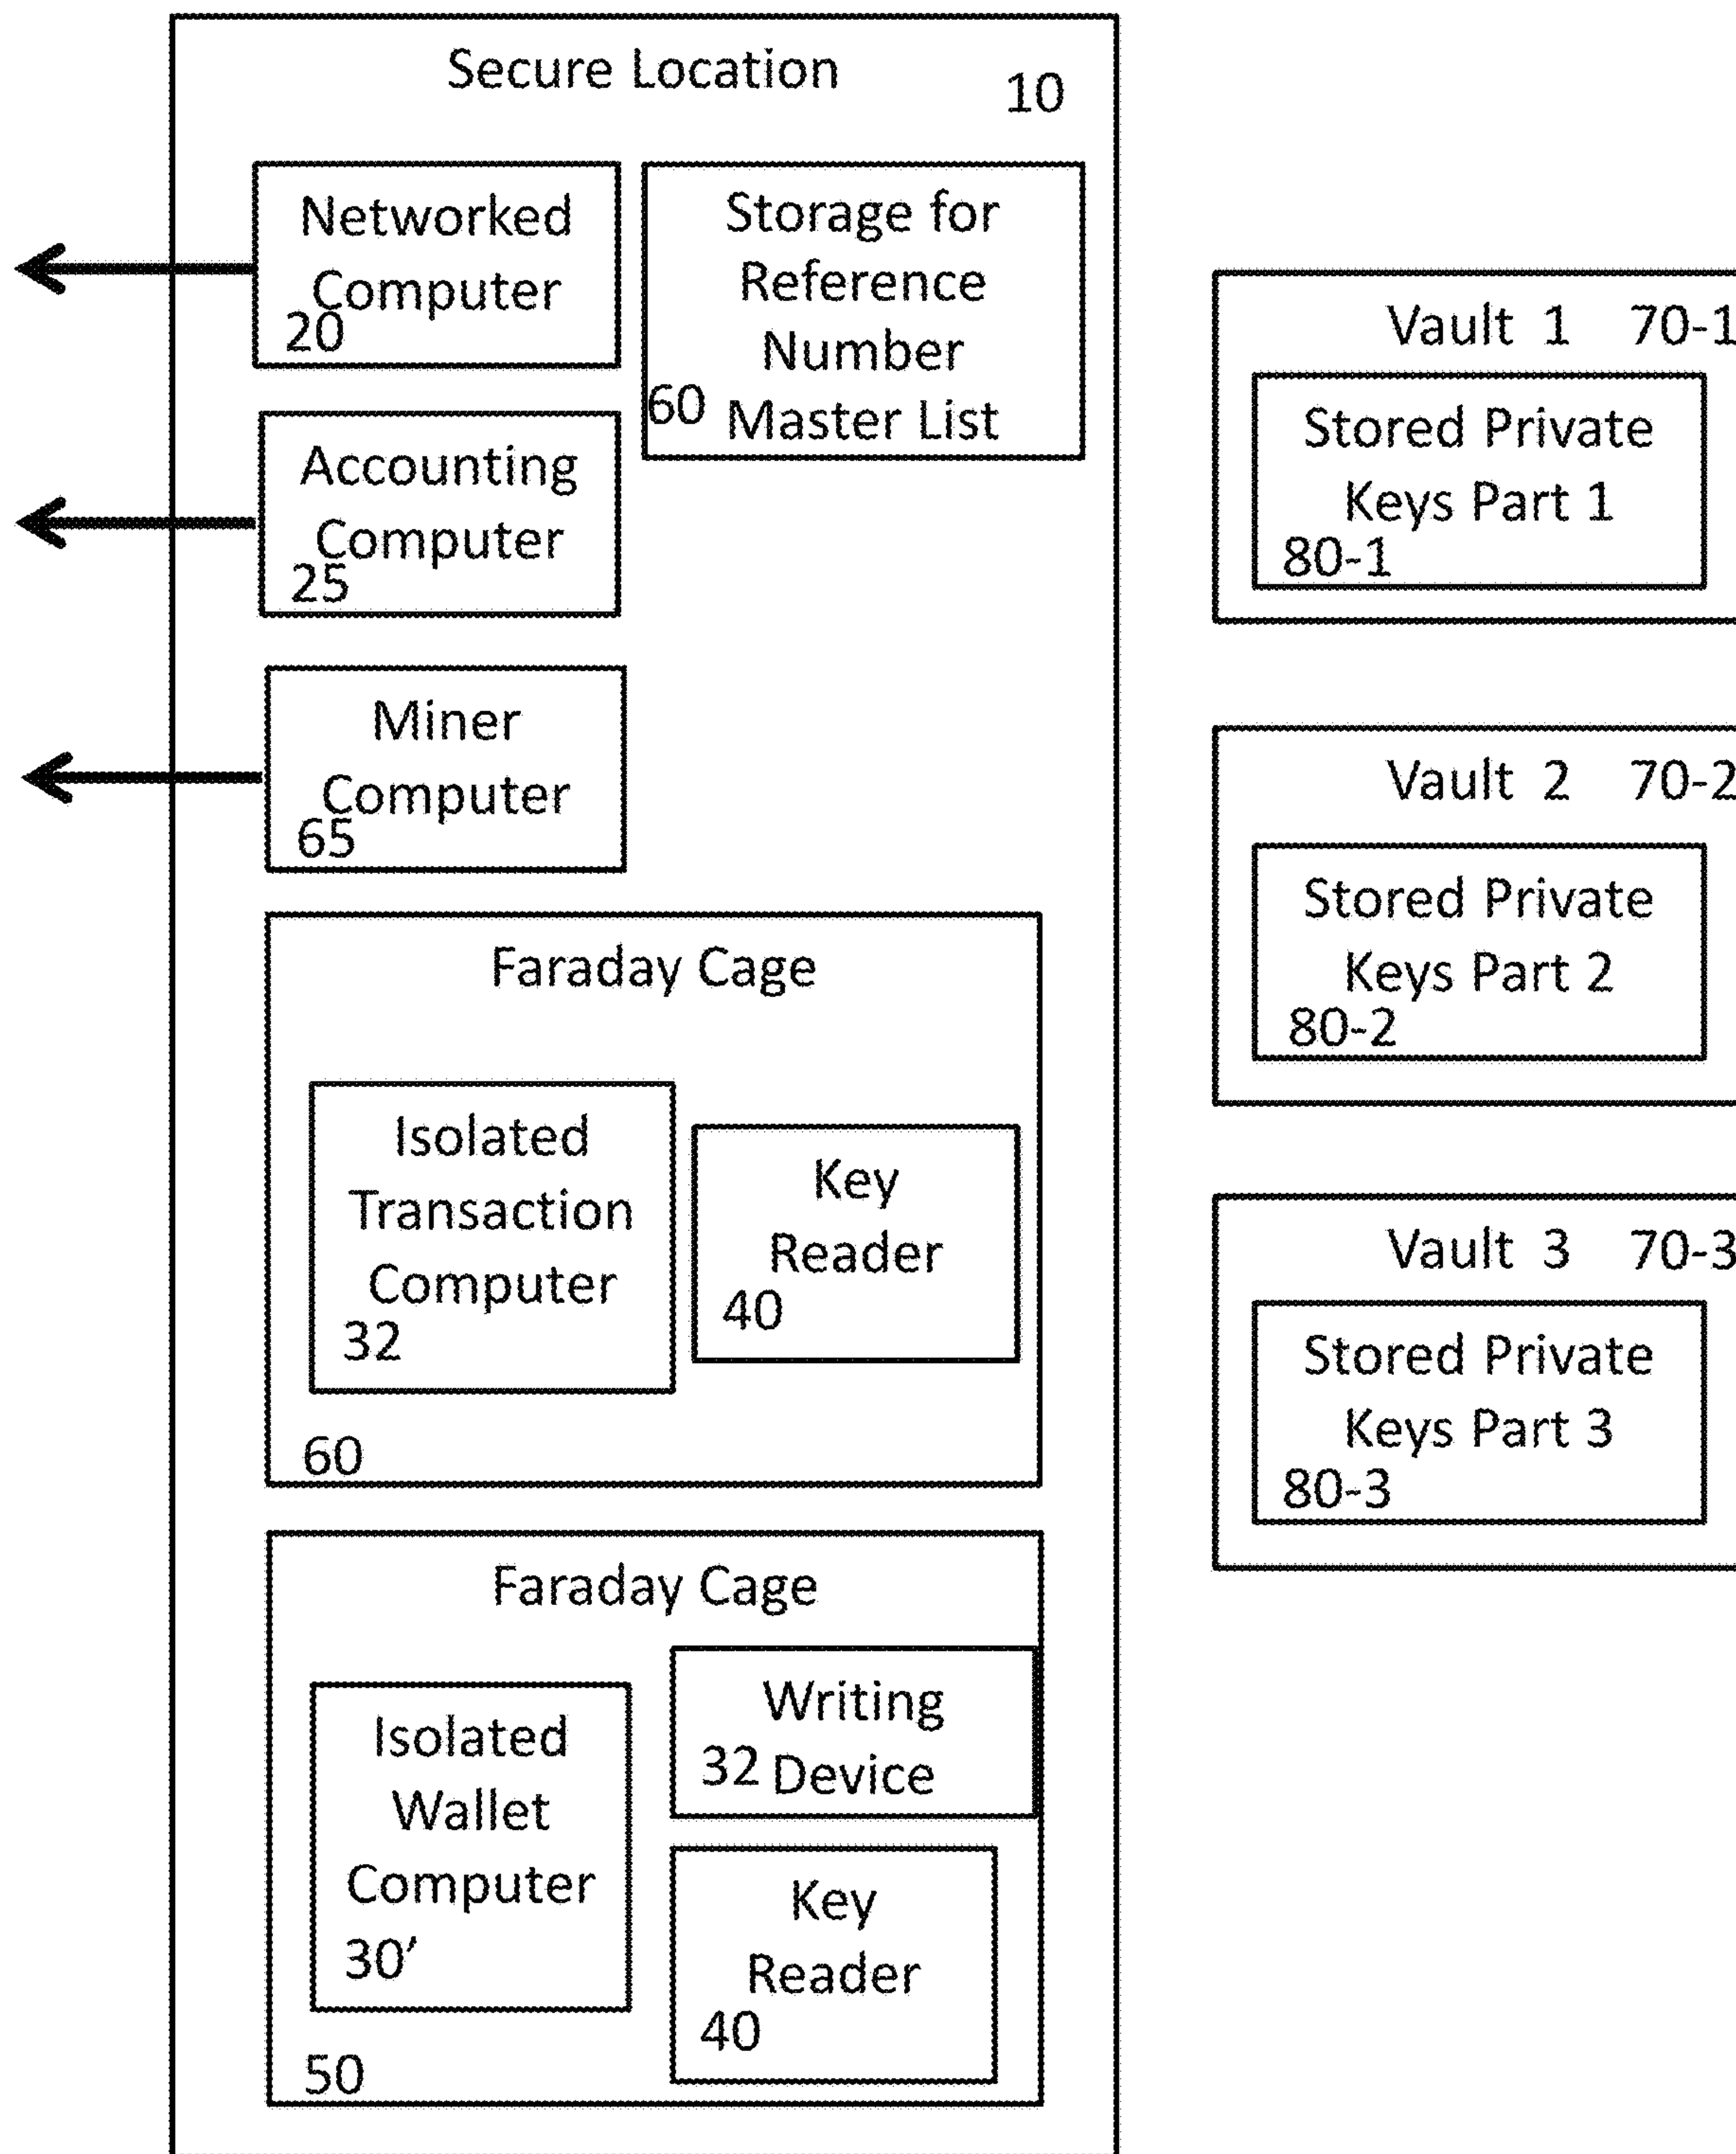 Secure Location
10
Networked
Computer
20
Storage for
Reference
Number
Master List
60
Accounting
Computer
25
Miner
Computer
65
Faraday Cage
Isolated
Transaction
Computer
32
Key
Reader
40
60
Faraday Cage
Isolated
Wallet
Computer
30’
Writing
32 Device
Key
Reader
40
50
Vault 1 70-1
Stored Private
Keys Part 1
80-1
Vault 2 70-2
Stored Private
Keys Part 2
80-2
Vault 3 70-3
Stored Private
Keys Part 3
80-3